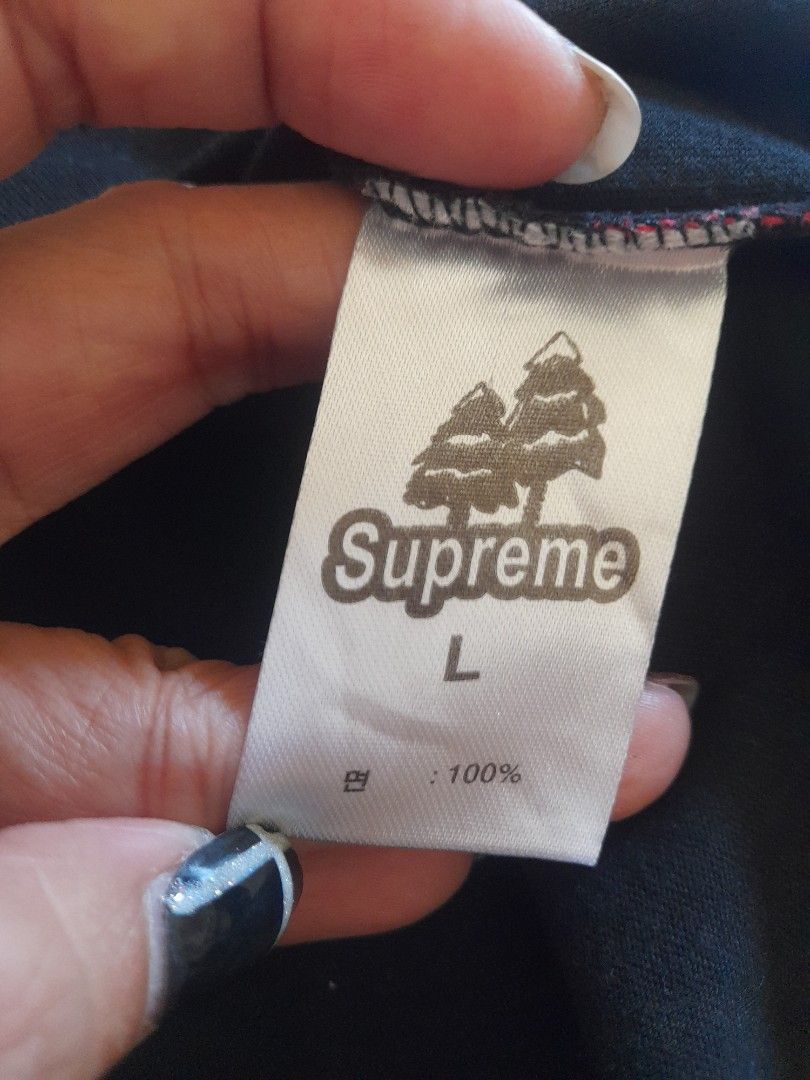 Supreme
L
면 : 100%